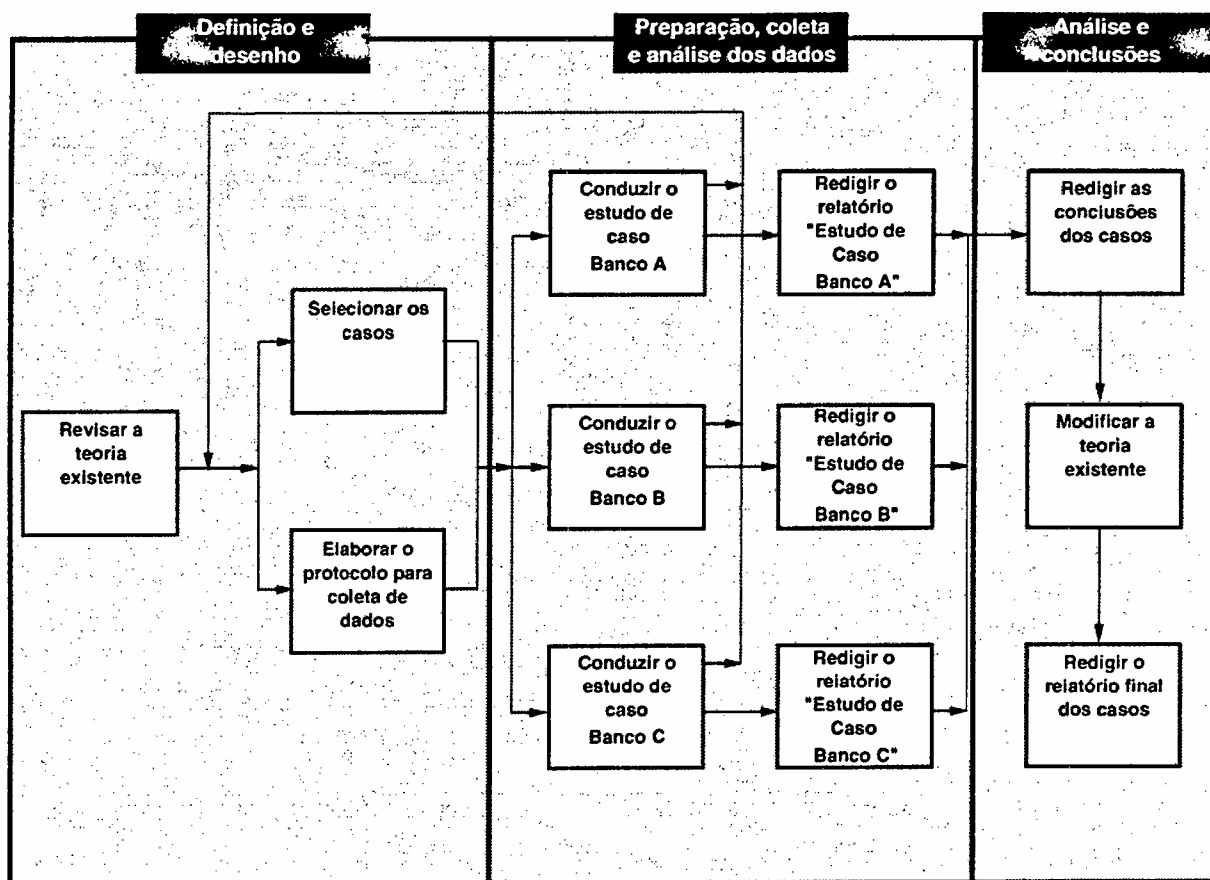 Definição e
desenho
Preparação, coleta
e análise dos dados
Análise e
conclusões
Revisar a
teoria
existente
Selecionar os
casos
Elaborar o
protocolo para
coleta de
dados
Conduzir o
estudo de
caso
Banco A
Redigir o
relatório
"Estudo de
Caso
Banco A"
Conduzir o
estudo de
caso
Banco B
Redigir o
relatório
"Estudo de
Caso
Banco B"
Conduzir o
estudo de
caso
Banco C
Redigir o
relatório
"Estudo de
Caso
Banco C"
Redigir as
conclusões
dos casos
Modificar a
teoria
existente
Redigir o
relatório final
dos casos